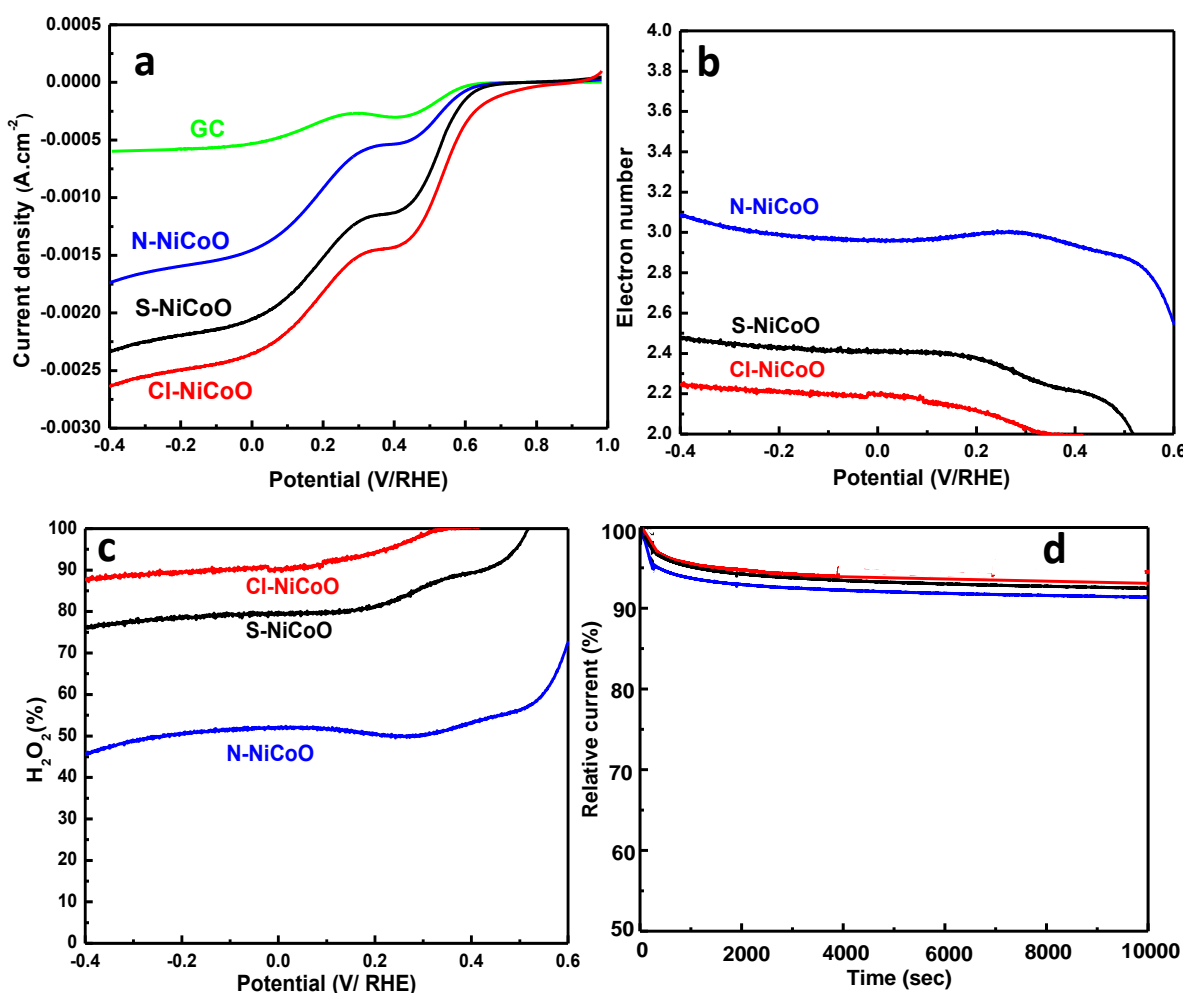 a
0.0005
0.0000
-0.0005
-0.0010
-0.0015
-0.0020
-0.0025
-0.0030
Current density (A.cm-2)
GC
N-NiCoO
S-NiCoO
Cl-NiCoO
-0.4 -0.2 0.0 0.2 0.4 0.6 0.8 1.0
Potential (V/RHE)
b
4.0
3.8
3.6
3.4
3.2
3.0
2.8
2.6
2.4
2.2
2.0
Electron number
N-NiCoO
S-NiCoO
Cl-NiCoO
-0.4 -0.2 0.0 0.2 0.4 0.6
Potential (V/RHE)
c
100
90
80
70
60
50
40
30
20
10
0
H2O2(%)
Cl-NiCoO
S-NiCoO
N-NiCoO
-0.4 -0.2 0.0 0.2 0.4 0.6
Potential (V/ RHE)
d
100
90
80
70
60
50
Relative current (%)
0 2000 4000 6000 8000 10000
Time (sec)